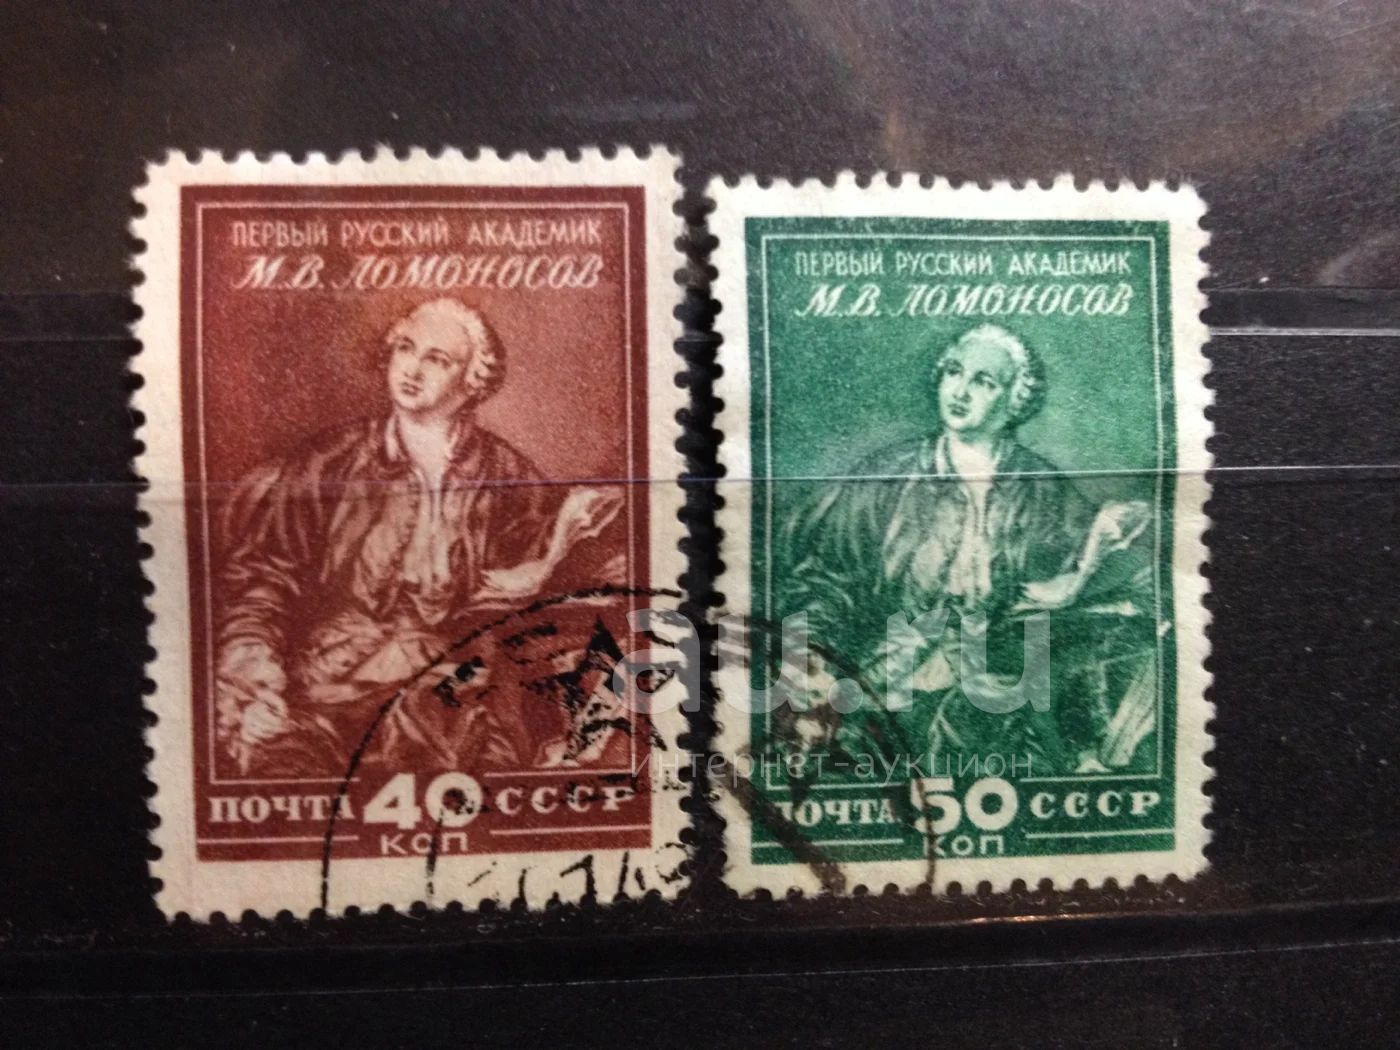 ПЕРВЫЙ РУССКИЙ АКАДЕМИК
М.В. ЛОМОНОСОВ
ПОЧТА 40 СССР
КОП
ПЕРВЫЙ РУССКИЙ АКАДЕМИК
М.В. ЛОМОНОСОВ
ПОЧТА 50 СССР
КОП
au.ru
интернет-аукцион